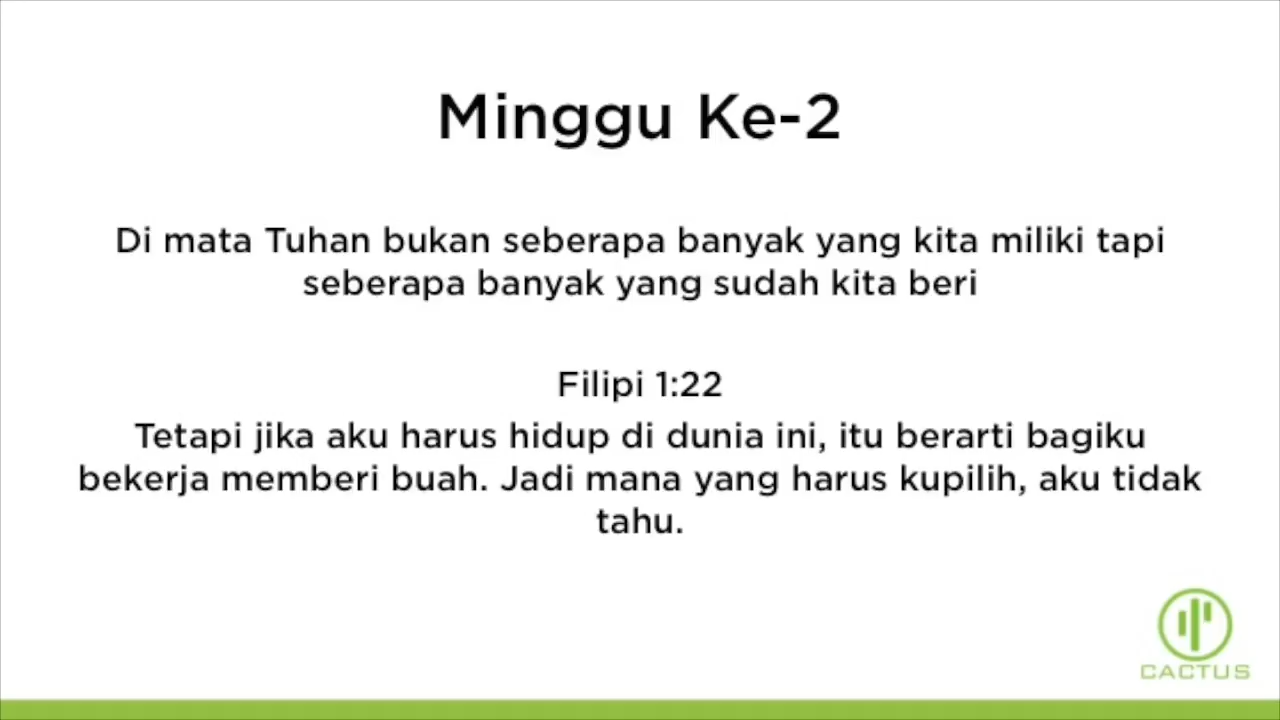 Minggu Ke-2
Di mata Tuhan bukan seberapa banyak yang kita miliki tapi
seberapa banyak yang sudah kita beri
Filipi 1:22
Tetapi jika aku harus hidup di dunia ini, itu berarti bagiku
bekerja memberi buah. Jadi mana yang harus kupilih, aku tidak
tahu.
CACTUS